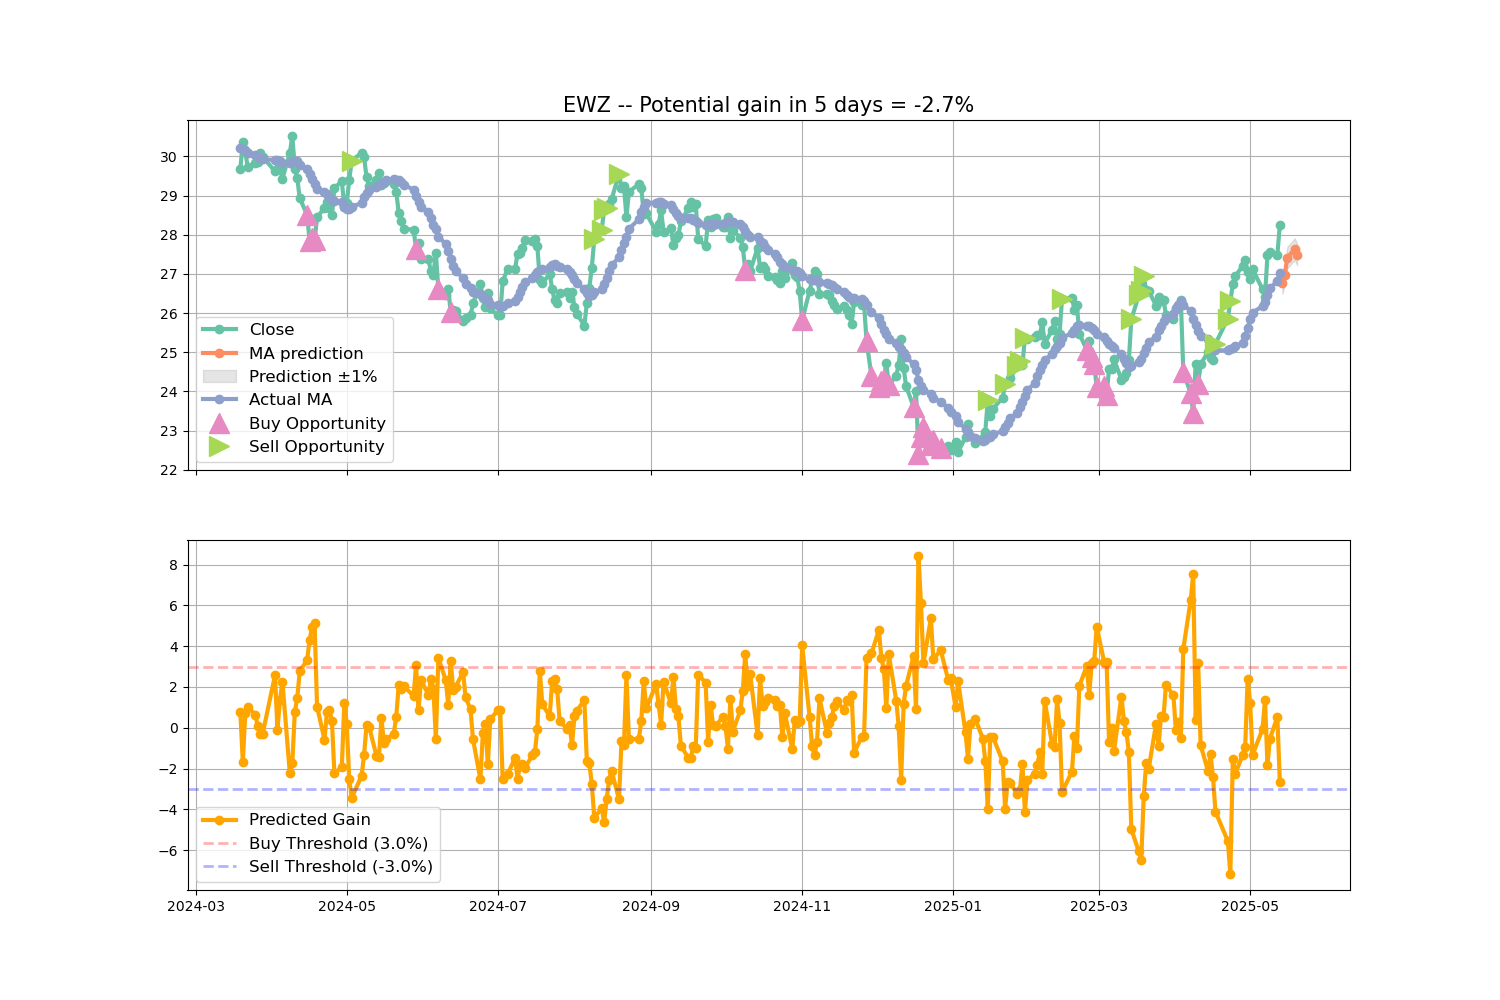 EWZ -- Potential gain in 5 days = -2.7%
30
29
28
27
26
25
24
23
22
Close
MA prediction
Prediction ±1%
Actual MA
Buy Opportunity
Sell Opportunity
8
6
4
2
0
−2
−4
−6
Predicted Gain
Buy Threshold (3.0%)
Sell Threshold (-3.0%)
2024-03 2024-05 2024-07 2024-09 2024-11 2025-01 2025-03 2025-05